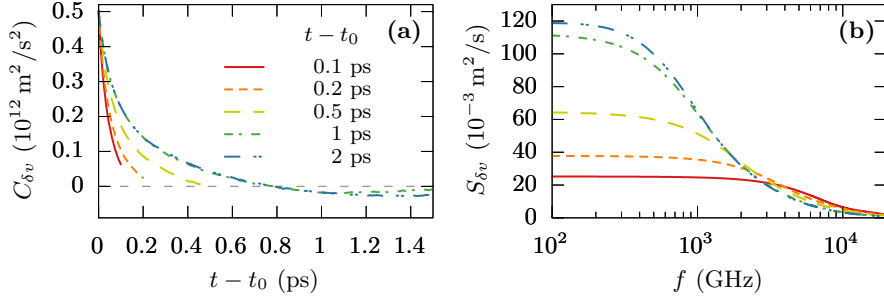 0.5
0.4
0.3
0.2
0.1
0
0 0.2 0.4 0.6 0.8 1 1.2 1.4
C_{δv} (10^{12} m^2/s^2)
t − t_0 (ps)
(a)
t − t_0
0.1 ps
0.2 ps
0.5 ps
1 ps
2 ps
120
100
80
60
40
20
0
10^2 10^3 10^4
S_{δv} (10^{-3} m^2/s)
f (GHz)
(b)